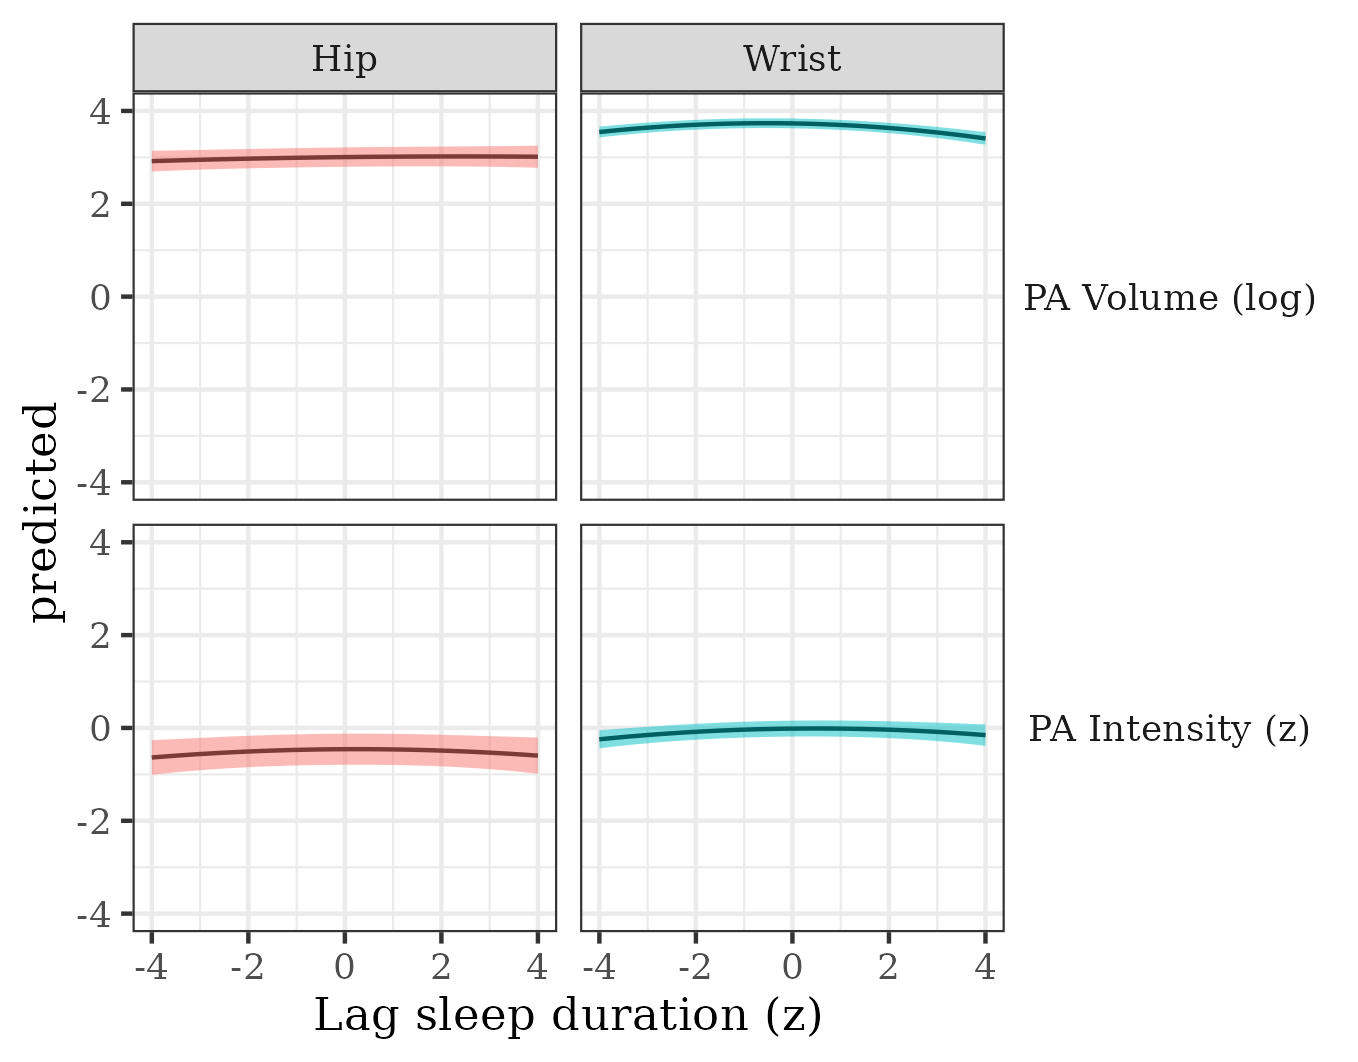 Hip
Wrist
4
2
0
-2
-4
PA Volume (log)
4
2
0
-2
-4
PA Intensity (z)
-4 -2 0 2 4
-4 -2 0 2 4
Lag sleep duration (z)
predicted